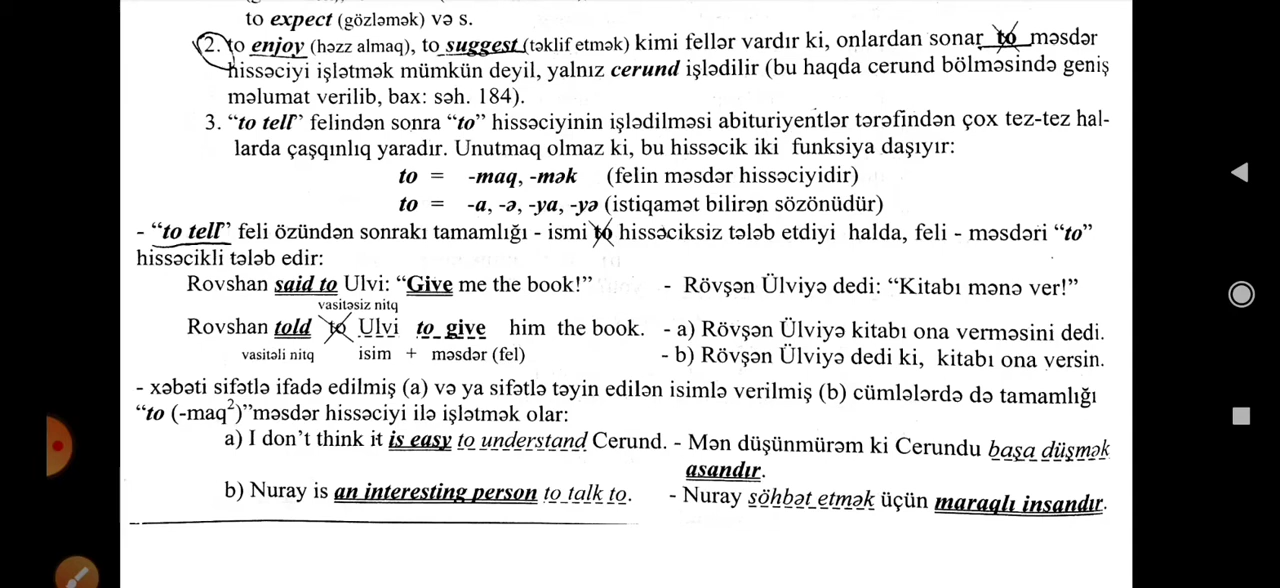 to expect (gözləmək) və s.
2. to enjoy (həzz almaq), to suggest (təklif etmək) kimi fellər vardır ki, onlardan sonar to məsdər
hissəciyi işlətmək mümkün deyil, yalnız cerund işlədilir (bu haqda cerund bölməsində geniş
məlumat verilib, bax: səh. 184).
3. “to tell” felindən sonra “to” hissəciyinin işlədilməsi abituriyentlər tərəfindən çox tez-tez hal-
larda çaşqınlıq yaradır. Unutmaq olmaz ki, bu hissəcik iki funksiya daşıyır:
to = -maq, -mək (felin məsdər hissəciyidir)
to = -a, -ə, -ya, -yə (istiqamət bilirən sözönüdür)
- “to tell” feli özündən sonrakı tamamlığı - ismi to hissəciksiz tələb etdiyi halda, feli - məsdəri “to”
hissəcikli tələb edir:
Rovshan said to Ulvi: “Give me the book!” - Rövşən Ülviyə dedi: “Kitabı mənə ver!”
vasitəsiz nitq
Rovshan told to Ulvi to give him the book. - a) Rövşən Ülviyə kitabı ona verməsini dedi.
vasitəli nitq isim + məsdər (fel) - b) Rövşən Ülviyə dedi ki, kitabı ona versin.
- xəbəti sifətlə ifadə edilmiş (a) və ya sifətlə təyin edilən isimlə verilmiş (b) cümlələrdə də tamamlığı
“to (-maq²)”məsdər hissəciyi ilə işlətmək olar:
a) I don’t think it is easy to understand Cerund. - Mən düşünmürəm ki Cerundu başa düşmək
asandır.
b) Nuray is an interesting person to talk to. - Nuray söhbət etmək üçün maraqlı insandır.